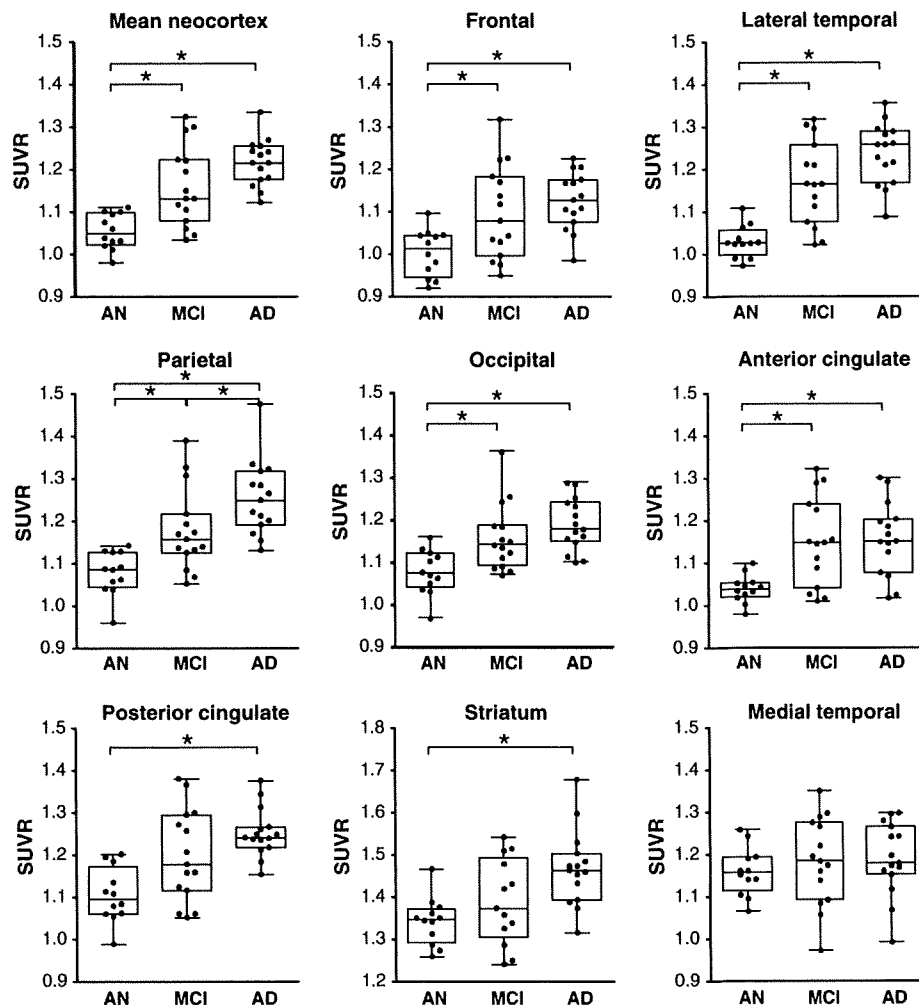 Mean neocortex
Frontal
Lateral temporal
SUVR
1.5
1.4
1.3
1.2
1.1
1.0
0.9
*
*
AN MCI AD
SUVR
1.5
1.4
1.3
1.2
1.1
1.0
0.9
*
*
AN MCI AD
SUVR
1.5
1.4
1.3
1.2
1.1
1.0
0.9
*
*
AN MCI AD
Parietal
Occipital
Anterior cingulate
SUVR
1.5
1.4
1.3
1.2
1.1
1.0
0.9
*
* *
AN MCI AD
SUVR
1.5
1.4
1.3
1.2
1.1
1.0
0.9
*
*
AN MCI AD
SUVR
1.5
1.4
1.3
1.2
1.1
1.0
0.9
*
*
AN MCI AD
Posterior cingulate
Striatum
Medial temporal
SUVR
1.5
1.4
1.3
1.2
1.1
1.0
0.9
*
AN MCI AD
SUVR
1.8
1.7
1.6
1.5
1.4
1.3
1.2
*
AN MCI AD
SUVR
1.5
1.4
1.3
1.2
1.1
1.0
0.9
AN MCI AD